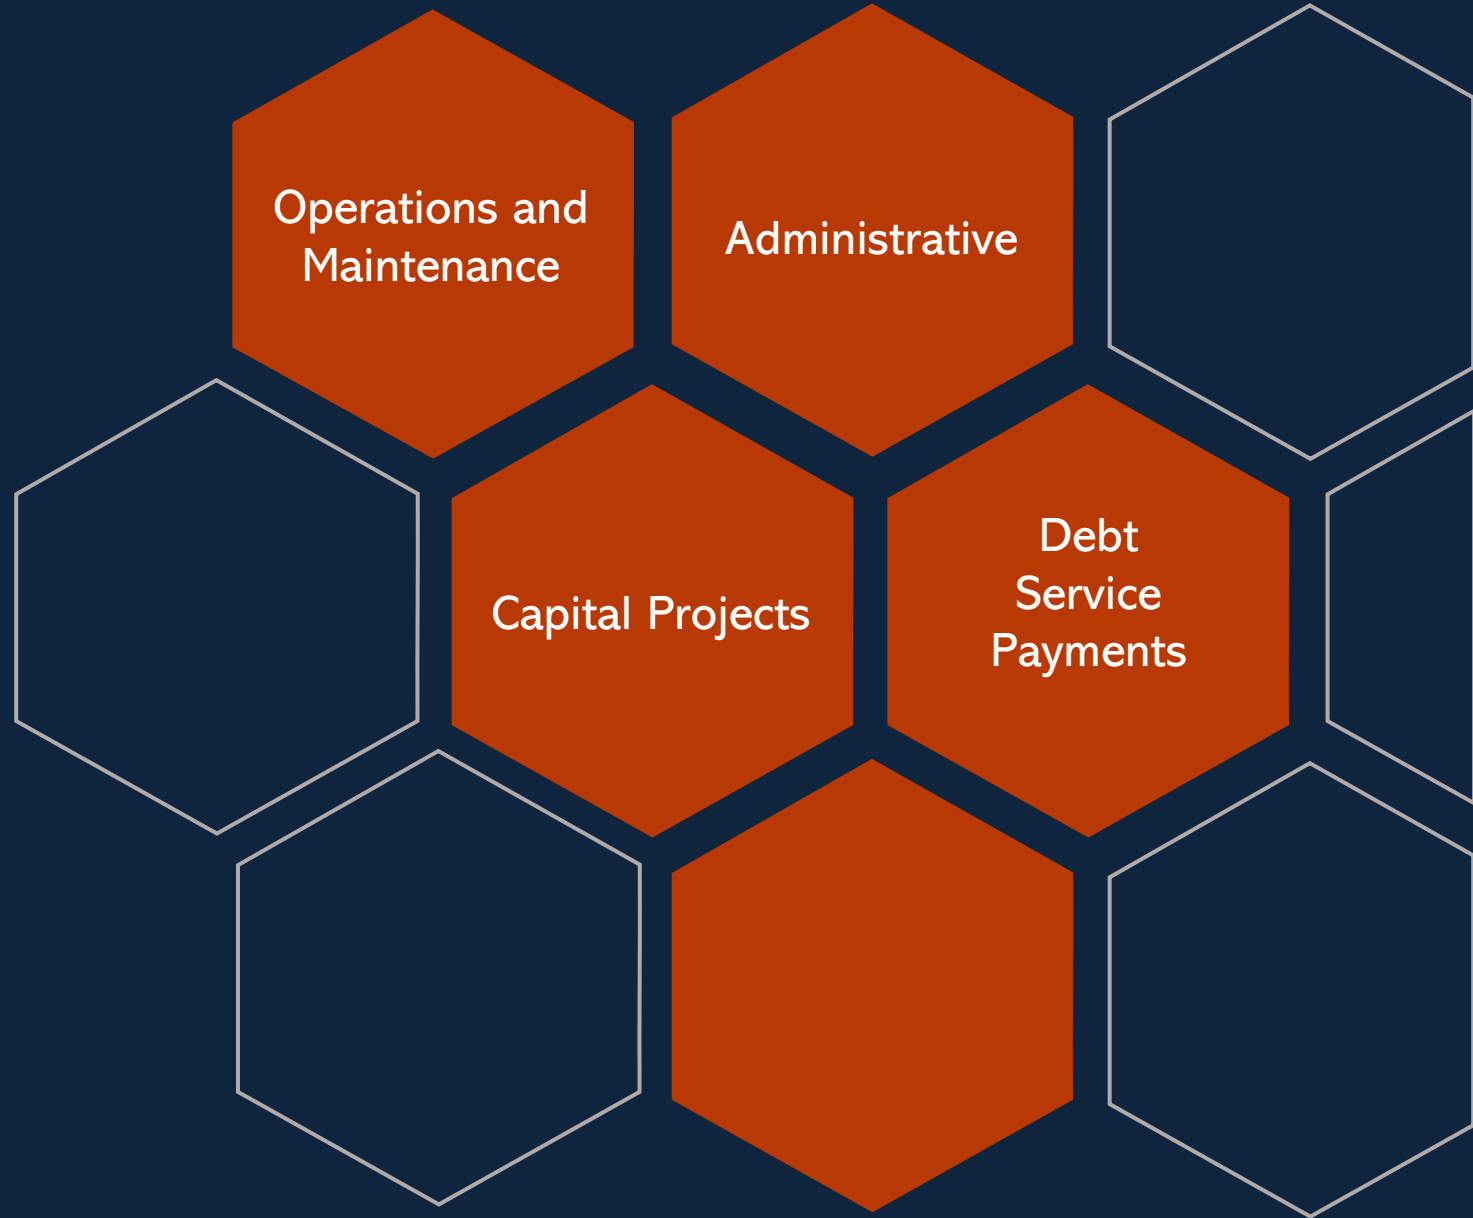 Operations and
Maintenance
Administrative
Capital Projects
Debt
Service
Payments